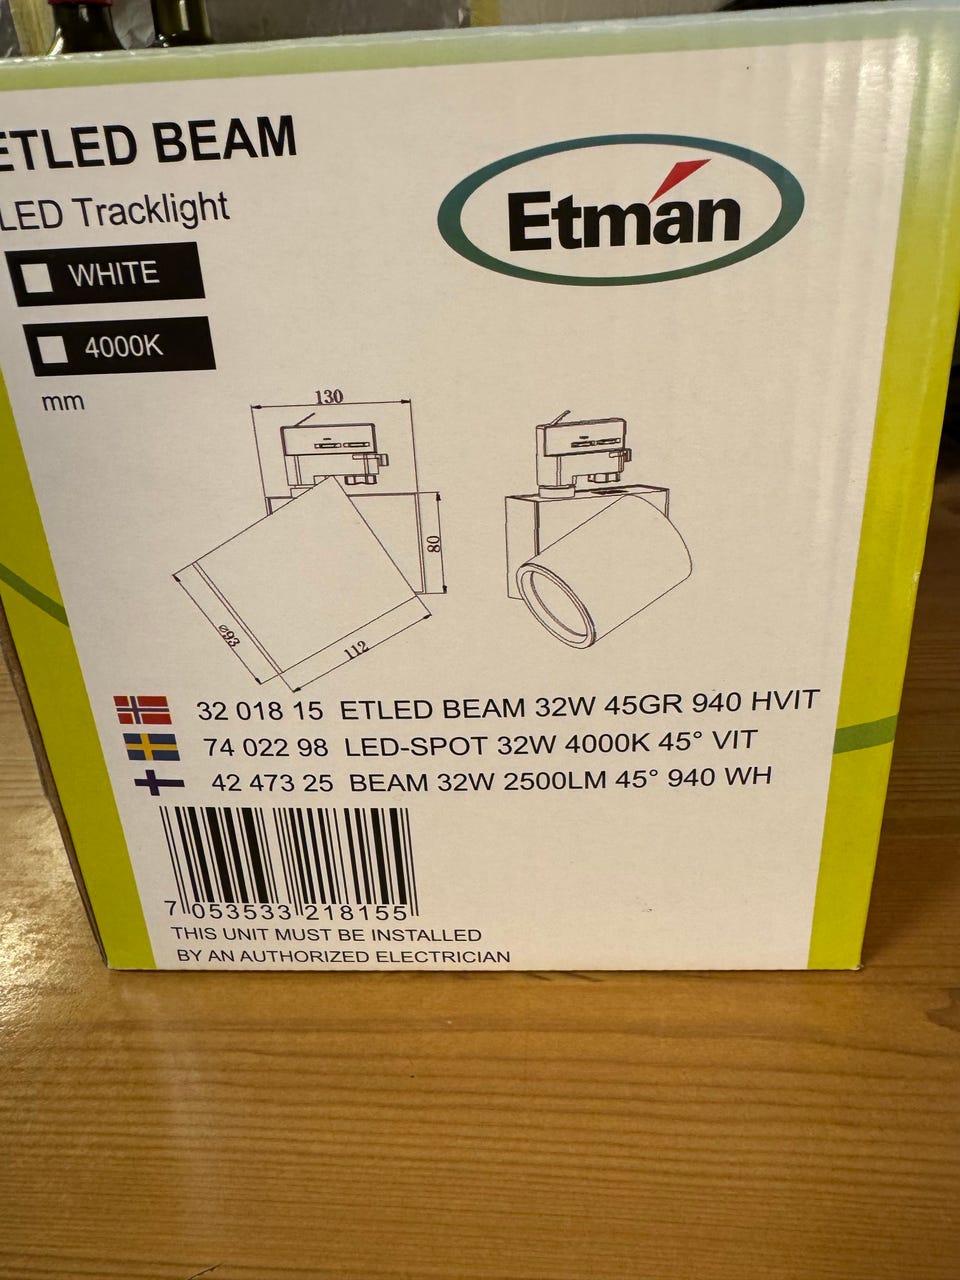 ETLED BEAM
LED Tracklight
WHITE
4000K
mm
Etman
130
80
ø93
112
32 018 15 ETLED BEAM 32W 45GR 940 HVIT
74 022 98 LED-SPOT 32W 4000K 45° VIT
42 473 25 BEAM 32W 2500LM 45° 940 WH
7 053533 218155
THIS UNIT MUST BE INSTALLED
BY AN AUTHORIZED ELECTRICIAN